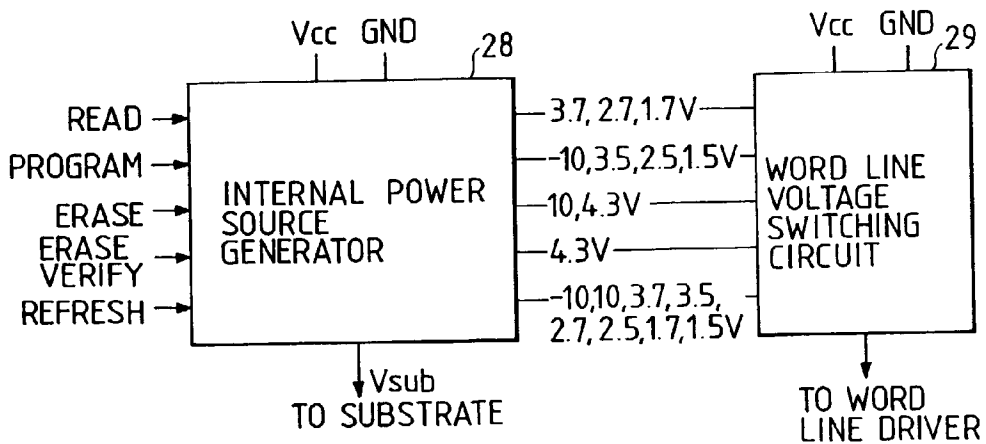 Vcc GND
28
Vcc GND
29
READ
PROGRAM
ERASE
ERASE
VERIFY
REFRESH
INTERNAL POWER
SOURCE
GENERATOR
3.7, 2.7, 1.7V
-10, 3.5, 2.5, 1.5V
10, 4.3V
4.3V
-10, 10, 3.7, 3.5,
2.7, 2.5, 1.7, 1.5V
WORD LINE
VOLTAGE
SWITCHING
CIRCUIT
Vsub
TO SUBSTRATE
TO WORD
LINE DRIVER